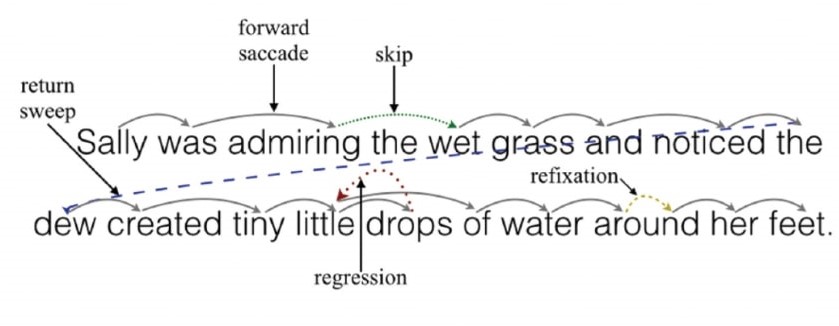 forward
saccade
skip
return
sweep
Sally was admiring the wet grass and noticed the
refixation
dew created tiny little drops of water around her feet.
regression